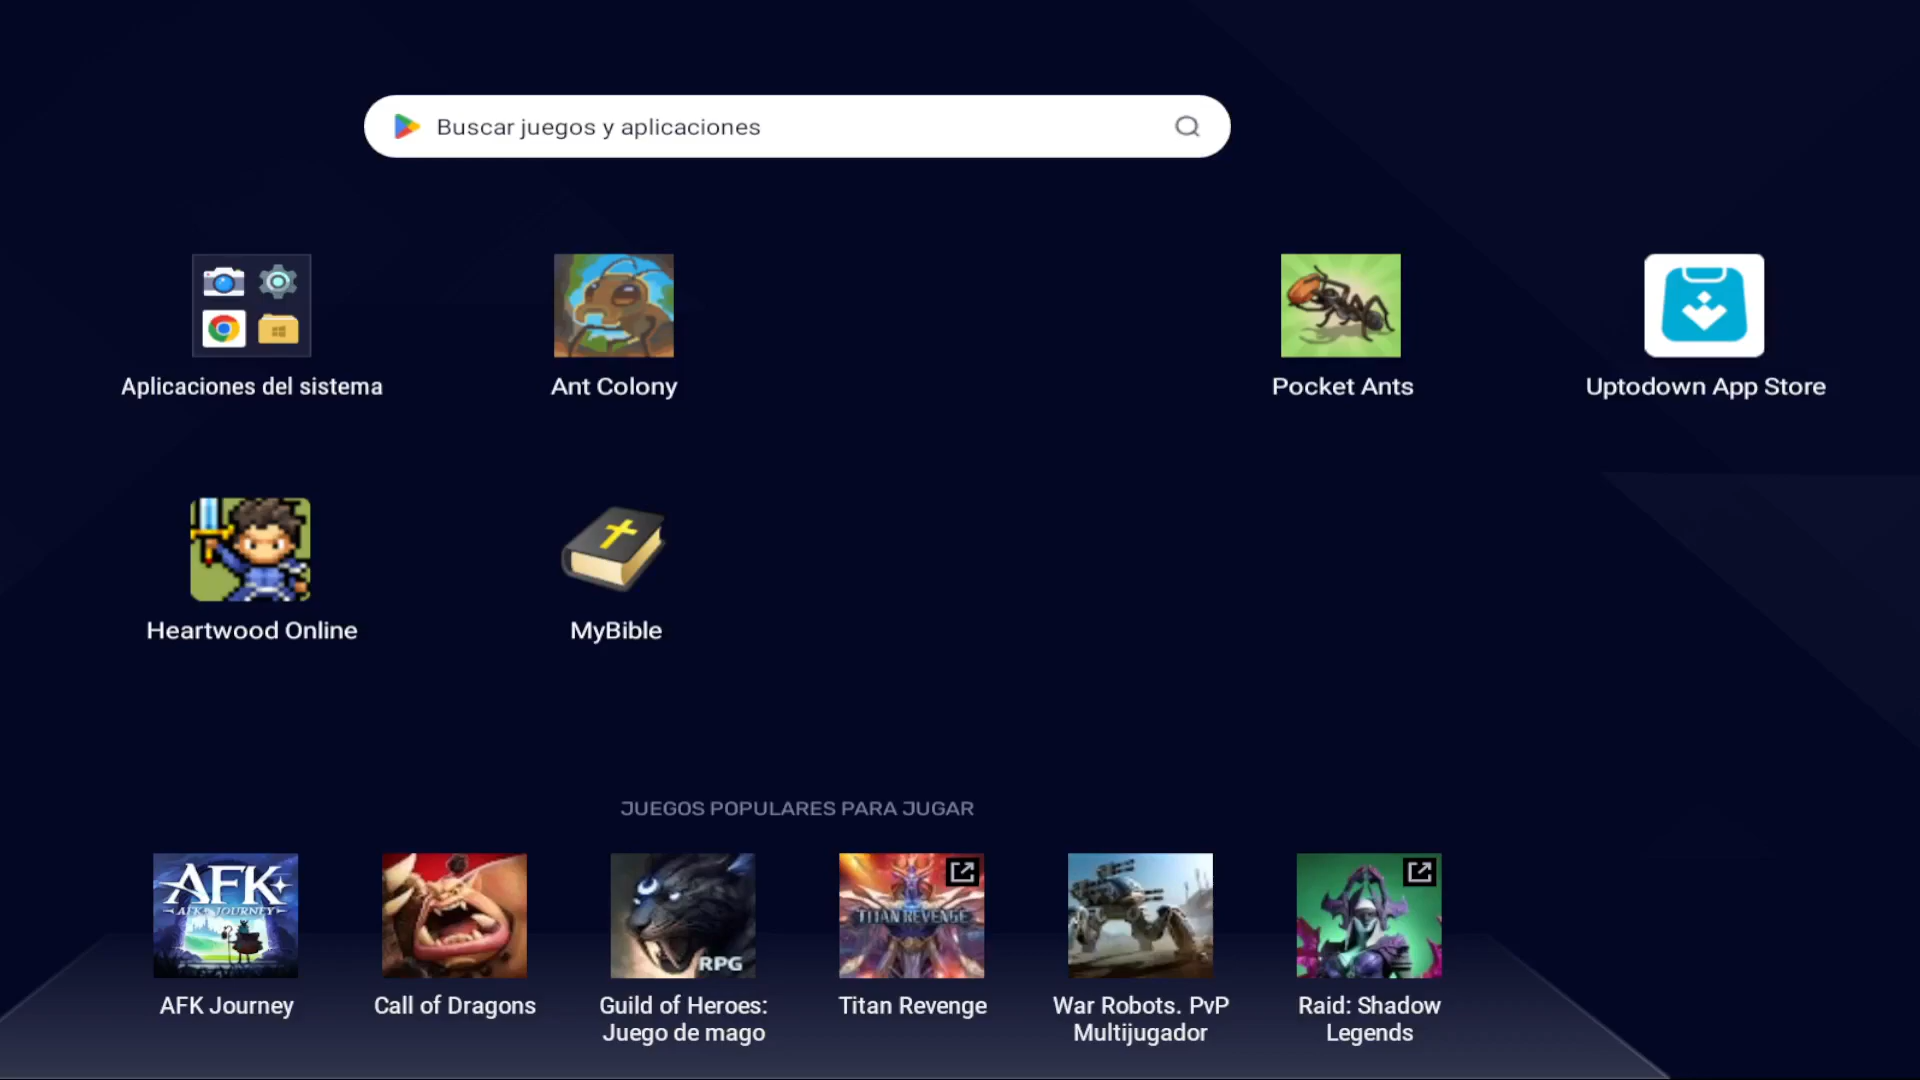 Buscar juegos y aplicaciones
Aplicaciones del sistema
Ant Colony
Pocket Ants
Uptodown App Store
Heartwood Online
MyBible
JUEGOS POPULARES PARA JUGAR
AFK
AFK JOURNEY
RPG
TITAN REVENGE
AFK Journey
Call of Dragons
Guild of Heroes:
Juego de mago
Titan Revenge
War Robots. PvP
Multijugador
Raid: Shadow
Legends